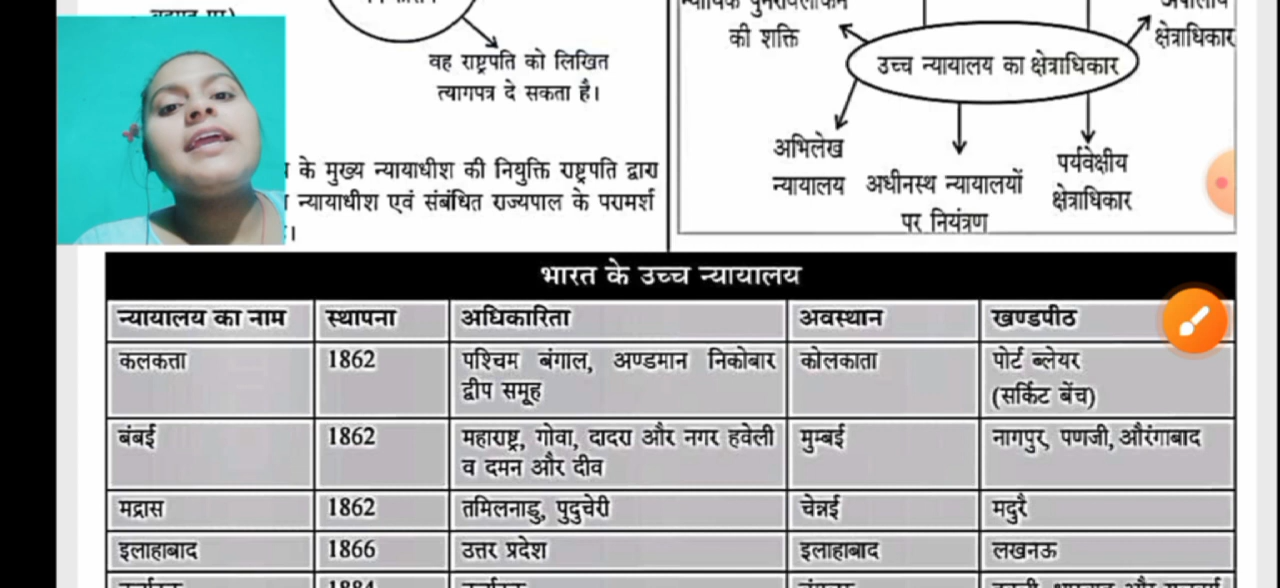 वह राष्ट्रपति को लिखित
त्यागपत्र दे सकता है।
के मुख्य न्यायाधीश की नियुक्ति राष्ट्रपति द्वारा
न्यायाधीश एवं संबंधित राज्यपाल के परामर्श
की शक्ति
क्षेत्राधिकार
उच्च न्यायालय का क्षेत्राधिकार
अभिलेख
न्यायालय
अधीनस्थ न्यायालयों
पर नियंत्रण
पर्यवेक्षीय
क्षेत्राधिकार
भारत के उच्च न्यायालय
न्यायालय का नाम स्थापना अधिकारिता अवस्थान खण्डपीठ
कलकत्ता 1862 पश्चिम बंगाल, अण्डमान निकोबार कोलकाता पोर्ट ब्लेयर
द्वीप समूह (सर्किट बेंच)
बंबई 1862 महाराष्ट्र, गोवा, दादरा और नगर हवेली मुम्बई नागपुर, पणजी, औरंगाबाद
व दमन और दीव
मद्रास 1862 तमिलनाडु, पुदुचेरी चेन्नई मदुरै
इलाहाबाद 1866 उत्तर प्रदेश इलाहाबाद लखनऊ